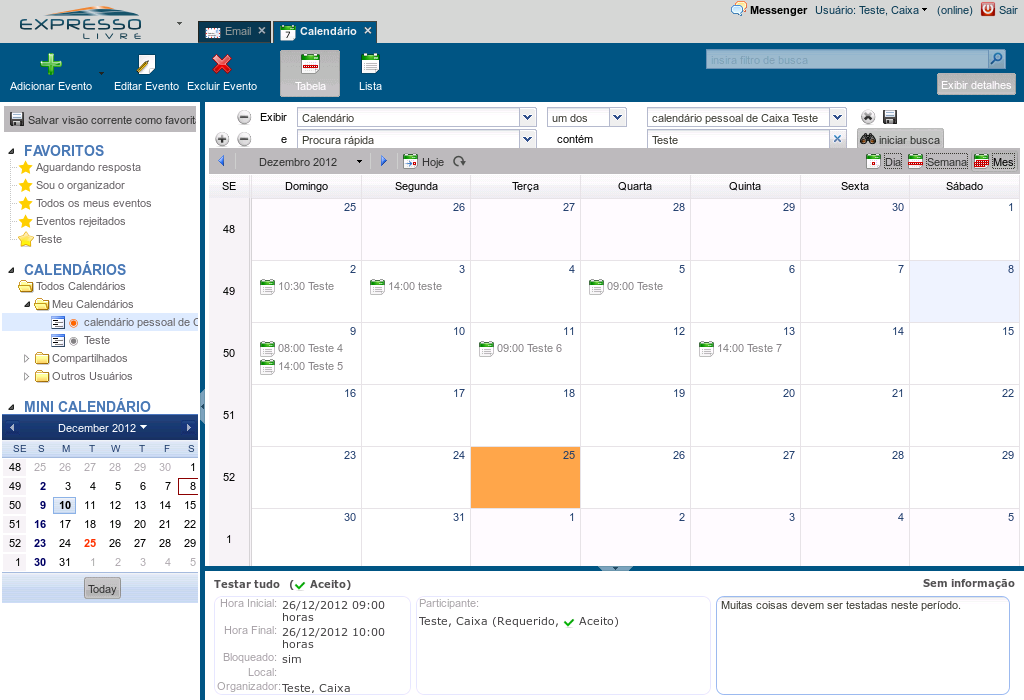 EXPRESSO
LIVRE
Email
Calendário
Messenger Usuário: Teste, Caixa (online) Sair
Adicionar Evento Editar Evento Excluir Evento Tabela Lista
insira filtro de busca
Exibir detalhes
Salvar visão corrente como favorit
FAVORITOS
Aguardando resposta
Sou o organizador
Todos os meus eventos
Eventos rejeitados
Teste
CALENDÁRIOS
Todos Calendários
Meu Calendários
calendário pessoal de C
Teste
Compartilhados
Outros Usuários
MINI CALENDÁRIO
December 2012
SE S M T W T F S
48 25 26 27 28 29 30 1
49 2 3 4 5 6 7 8
50 9 10 11 12 13 14 15
51 16 17 18 19 20 21 22
52 23 24 25 26 27 28 29
1 30 31 1 2 3 4 5
Today
Exibir Calendário um dos calendário pessoal de Caixa Teste
e Procura rápida contém Teste iniciar busca
Dezembro 2012 Hoje 7 Dia Semana Mes
SE Domingo Segunda Terça Quarta Quinta Sexta Sábado
25 26 27 28 29 30 1
48
2 3 4 5 6 7 8
49 10:30 Teste 14:00 teste 09:00 Teste
9 10 11 12 13 14 15
50 08:00 Teste 4 09:00 Teste 6 14:00 Teste 7
14:00 Teste 5
16 17 18 19 20 21 22
51
23 24 25 26 27 28 29
52
30 31 1 2 3 4 5
1
Testar tudo (Aceito) Sem informação
Hora Inicial: 26/12/2012 09:00
horas
Hora Final: 26/12/2012 10:00
horas
Bloqueado: sim
Local:
Organizador: Teste, Caixa
Participante:
Teste, Caixa (Requerido, Aceito)
Muitas coisas devem ser testadas neste período.